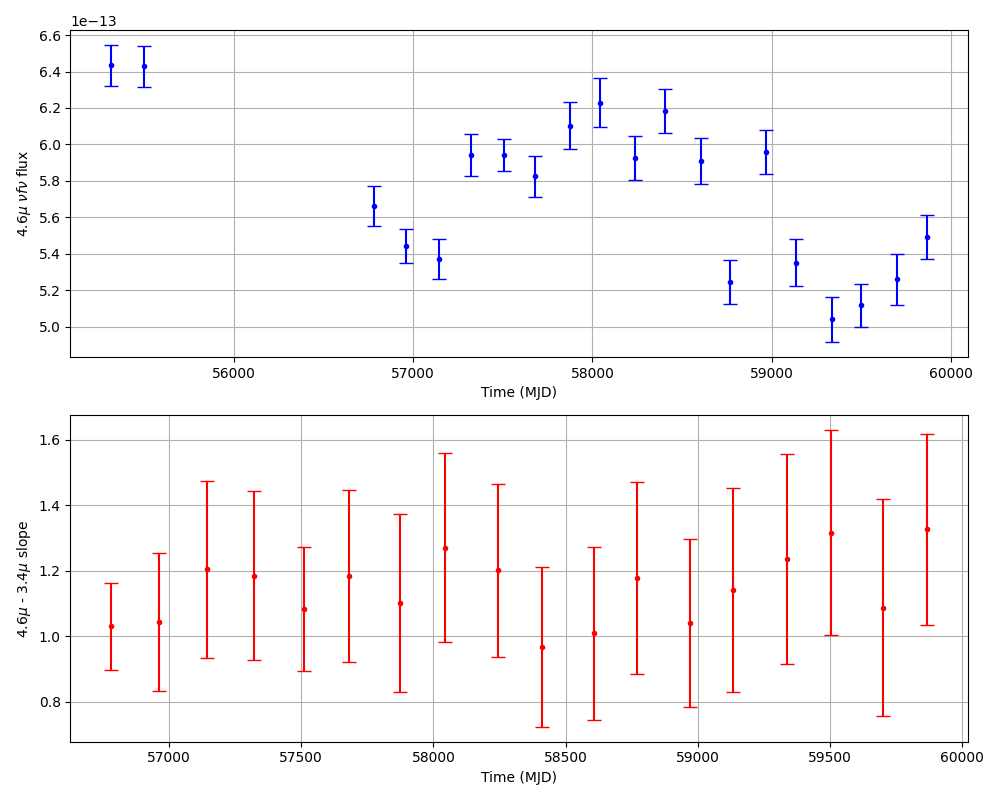 1e−13
6.6
6.4
6.2
6.0
5.8
5.6
5.4
5.2
5.0
4.6μ νfν flux
56000 57000 58000 59000 60000
Time (MJD)
1.6
1.4
1.2
1.0
0.8
4.6μ - 3.4μ slope
57000 57500 58000 58500 59000 59500 60000
Time (MJD)